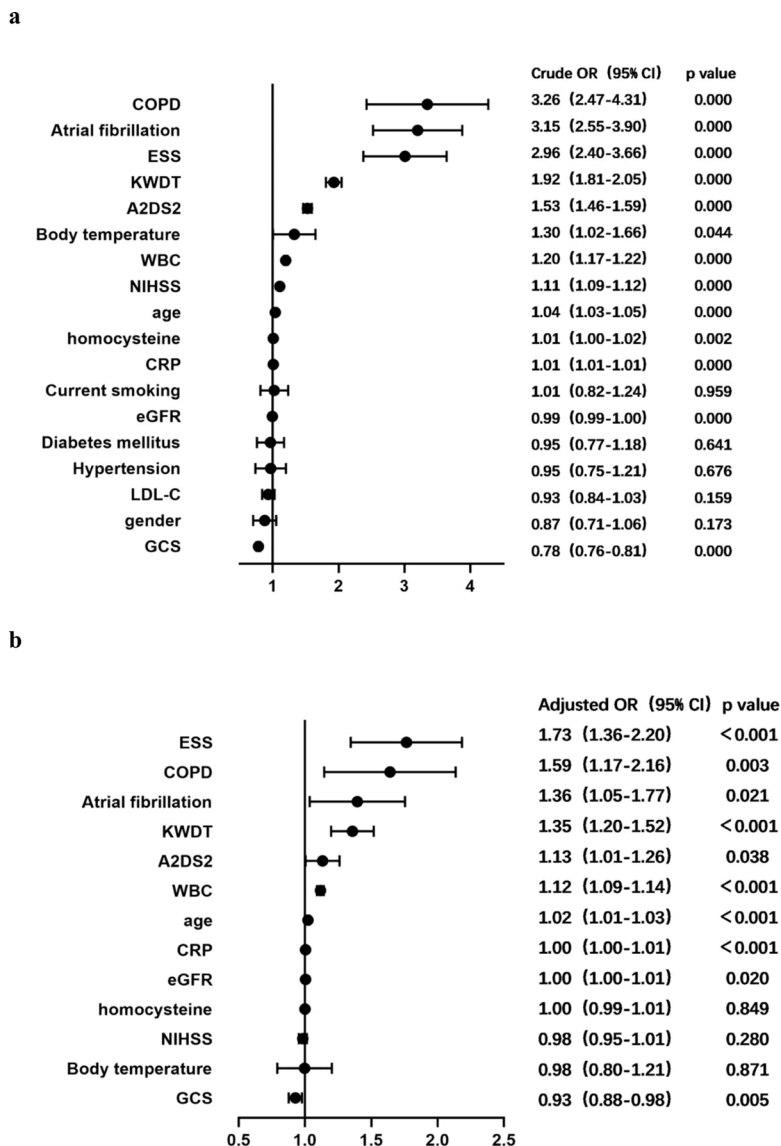 a
Crude OR (95% CI) p value
COPD 3.26 (2.47-4.31) 0.000
Atrial fibrillation 3.15 (2.55-3.90) 0.000
ESS 2.96 (2.40-3.66) 0.000
KWDT 1.92 (1.81-2.05) 0.000
A2DS2 1.53 (1.46-1.59) 0.000
Body temperature 1.30 (1.02-1.66) 0.044
WBC 1.20 (1.17-1.22) 0.000
NIHSS 1.11 (1.09-1.12) 0.000
age 1.04 (1.03-1.05) 0.000
homocysteine 1.01 (1.00-1.02) 0.002
CRP 1.01 (1.01-1.01) 0.000
Current smoking 1.01 (0.82-1.24) 0.959
eGFR 0.99 (0.99-1.00) 0.000
Diabetes mellitus 0.95 (0.77-1.18) 0.641
Hypertension 0.95 (0.75-1.21) 0.676
LDL-C 0.93 (0.84-1.03) 0.159
gender 0.87 (0.71-1.06) 0.173
GCS 0.78 (0.76-0.81) 0.000
1 2 3 4
b
Adjusted OR (95% CI) p value
ESS 1.73 (1.36-2.20) <0.001
COPD 1.59 (1.17-2.16) 0.003
Atrial fibrillation 1.36 (1.05-1.77) 0.021
KWDT 1.35 (1.20-1.52) <0.001
A2DS2 1.13 (1.01-1.26) 0.038
WBC 1.12 (1.09-1.14) <0.001
age 1.02 (1.01-1.03) <0.001
CRP 1.00 (1.00-1.01) <0.001
eGFR 1.00 (1.00-1.01) 0.020
homocysteine 1.00 (0.99-1.01) 0.849
NIHSS 0.98 (0.95-1.01) 0.280
Body temperature 0.98 (0.80-1.21) 0.871
GCS 0.93 (0.88-0.98) 0.005
0.5 1.0 1.5 2.0 2.5